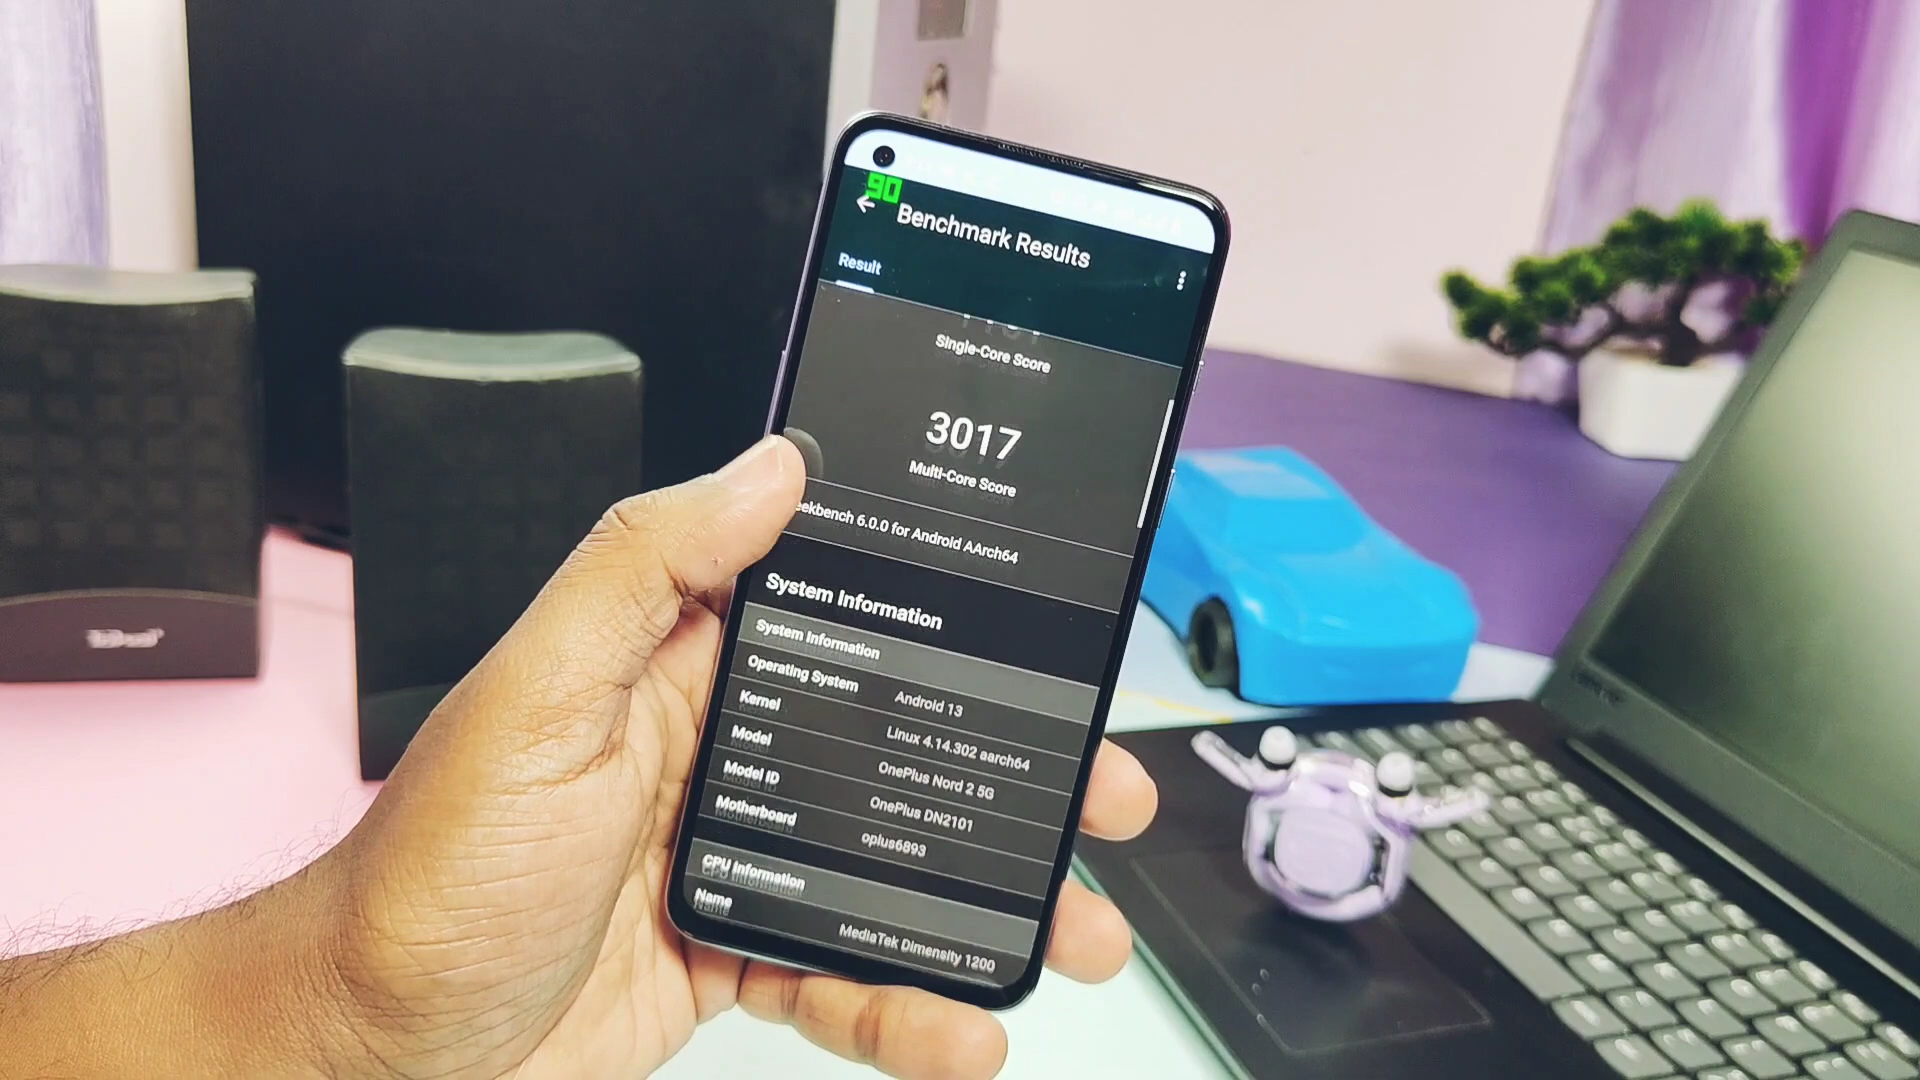 90
Benchmark Results
Result
Single-Core Score
3017
Multi-Core Score
eekbench 6.0.0 for Android AArch64
System Information
System Information
Operating System Android 13
Kernel Linux 4.14.302 aarch64
Model OnePlus Nord 2 5G
Model ID OnePlus DN2101
Motherboard oplus6893
CPU Information
Name MediaTek Dimensity 1200